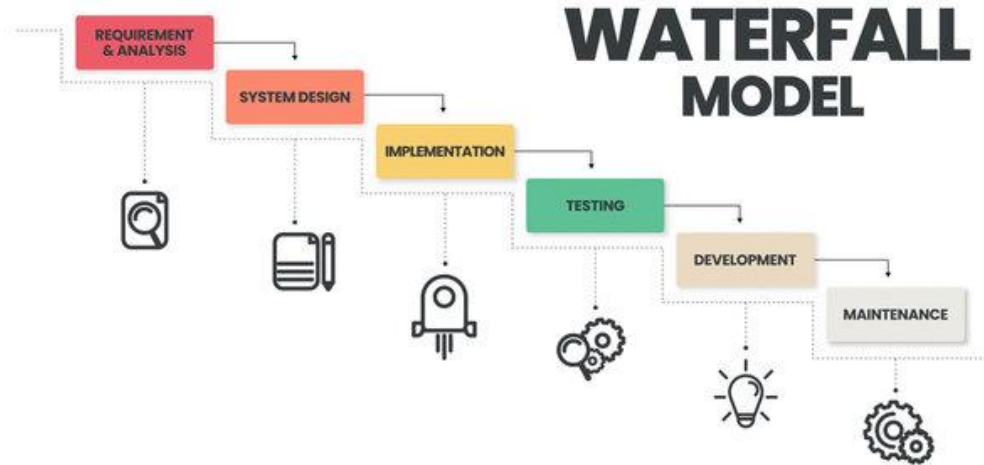 WATERFALL
MODEL
REQUIREMENT
& ANALYSIS
SYSTEM DESIGN
IMPLEMENTATION
TESTING
DEVELOPMENT
MAINTENANCE